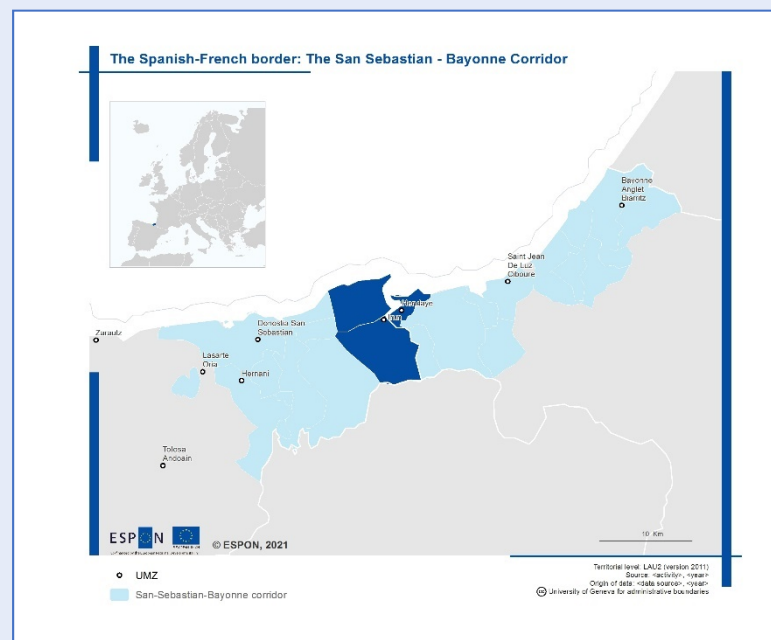 The Spanish-French border: The San Sebastian - Bayonne Corridor
Bayonne
Anglet
Biarritz
Saint Jean
De Luz
Ciboure
Hendaye
Donostia San
Sebastian
Zarautz
Lasarte
Oria
Hernani
Tolosa
Andoain
10 Km
ESPON
© ESPON, 2021
Territorial level: LAU2 (version 2011)
Source: <activity>, <year>
Origin of data: <data source>, <year>
cc University of Geneva for administrative boundaries
UMZ
San-Sebastian-Bayonne corridor